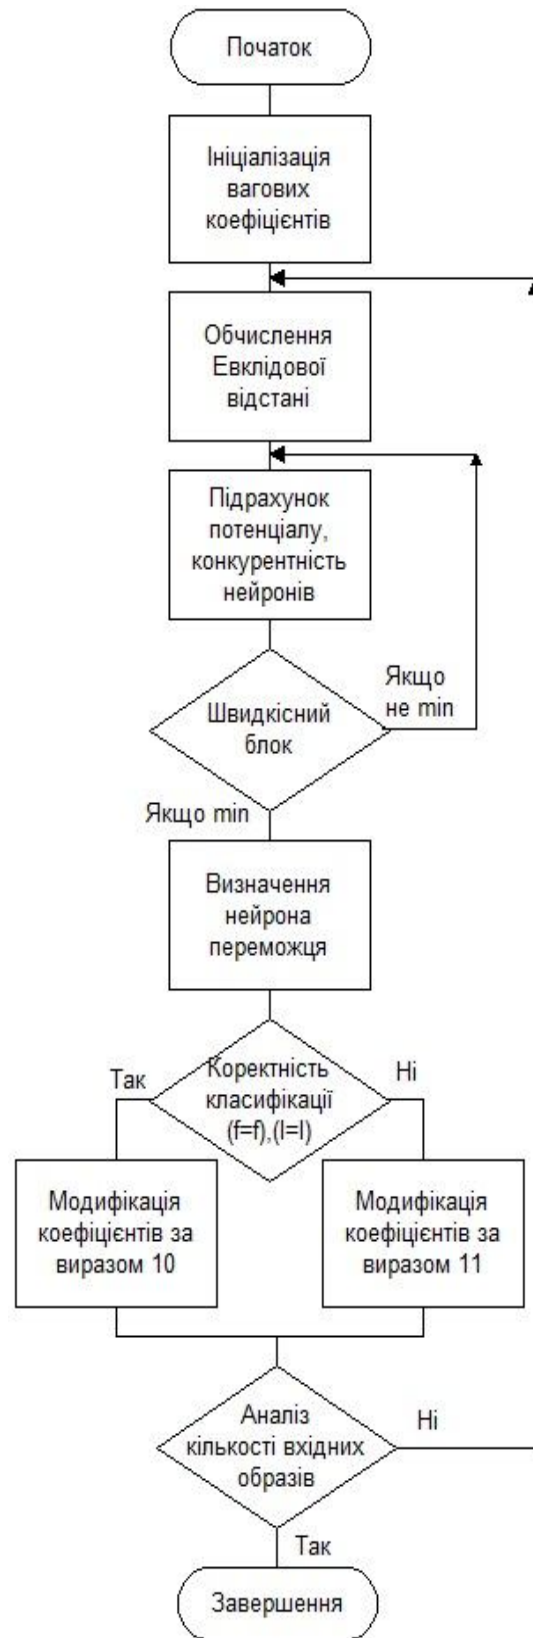 Початок
Ініціалізація
вагових
коефіцієнтів
Обчислення
Евклідової
відстані
Підрахунок
потенціалу,
конкурентність
нейронів
Якщо
не min
Швидкісний
блок
Якщо min
Визначення
нейрона
переможця
Так
Коректність
класифікації
(f=f),(l=l)
Ні
Модифікація
коефіцієнтів за
виразом 10
Модифікація
коефіцієнтів за
виразом 11
Аналіз
кількості вхідних
образів
Ні
Так
Завершення